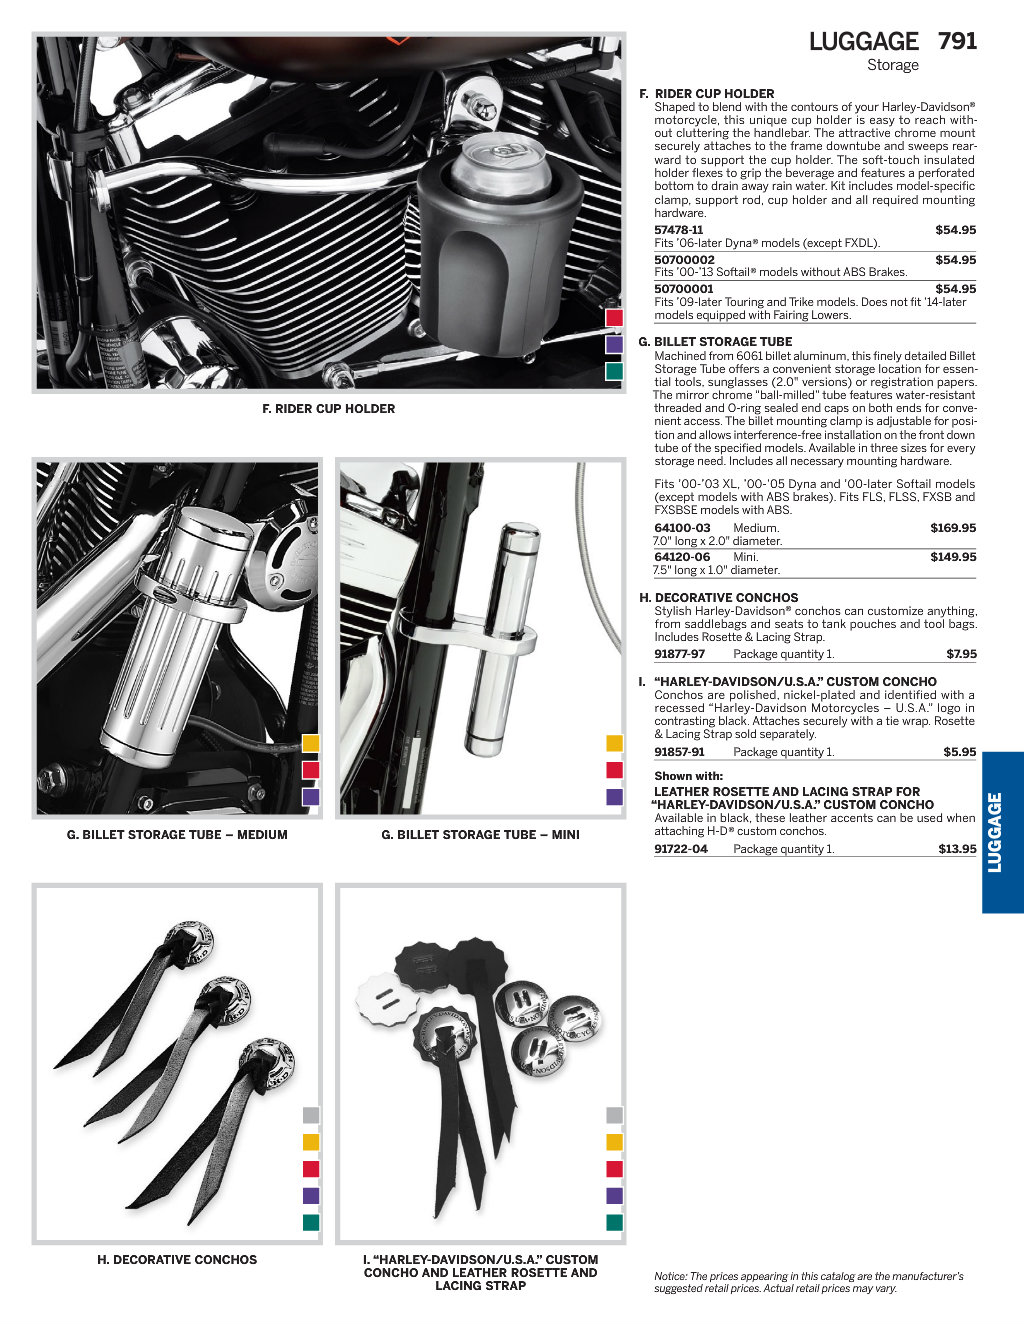 LUGGAGE 791
Storage
F. RIDER CUP HOLDER
Shaped to blend with the contours of your Harley-Davidson®
motorcycle, this unique cup holder is easy to reach with-
out cluttering the handlebar. The attractive chrome mount
securely attaches to the frame downtube and sweeps rear-
ward to support the cup holder. The soft-touch insulated
holder flexes to grip the beverage and features a perforated
bottom to drain away rain water. Kit includes model-specific
clamp, support rod, cup holder and all required mounting
hardware.
57478-11 $54.95
Fits ’06-later Dyna® models (except FXDL).
50700002 $54.95
Fits ’00-’13 Softail® models without ABS Brakes.
50700001 $54.95
Fits ’09-later Touring and Trike models. Does not fit ’14-later
models equipped with Fairing Lowers.
G. BILLET STORAGE TUBE
Machined from 6061 billet aluminum, this finely detailed Billet
Storage Tube offers a convenient storage location for essen-
tial tools, sunglasses (2.0" versions) or registration papers.
The mirror chrome “ball-milled” tube features water-resistant
threaded and O-ring sealed end caps on both ends for conve-
nient access. The billet mounting clamp is adjustable for posi-
tion and allows interference-free installation on the front down
tube of the specified models. Available in three sizes for every
storage need. Includes all necessary mounting hardware.
Fits ’00-’03 XL, ’00-’05 Dyna and ’00-later Softail models
(except models with ABS brakes). Fits FLS, FLSS, FXSB and
FXSBSE models with ABS.
64100-03 Medium. $169.95
7.0" long x 2.0" diameter.
64120-06 Mini. $149.95
7.5" long x 1.0" diameter.
H. DECORATIVE CONCHOS
Stylish Harley-Davidson® conchos can customize anything,
from saddlebags and seats to tank pouches and tool bags.
Includes Rosette & Lacing Strap.
91877-97 Package quantity 1. $7.95
I. “HARLEY-DAVIDSON/U.S.A.” CUSTOM CONCHO
Conchos are polished, nickel-plated and identified with a
recessed “Harley-Davidson Motorcycles – U.S.A.” logo in
contrasting black. Attaches securely with a tie wrap. Rosette
& Lacing Strap sold separately.
91857-91 Package quantity 1. $5.95
Shown with:
LEATHER ROSETTE AND LACING STRAP FOR
“HARLEY-DAVIDSON/U.S.A.” CUSTOM CONCHO
Available in black, these leather accents can be used when
attaching H-D® custom conchos.
91722-04 Package quantity 1. $13.95
LUGGAGE
F. RIDER CUP HOLDER
G. BILLET STORAGE TUBE – MEDIUM
G. BILLET STORAGE TUBE – MINI
H. DECORATIVE CONCHOS
I. “HARLEY-DAVIDSON/U.S.A.” CUSTOM
CONCHO AND LEATHER ROSETTE AND
LACING STRAP
Notice: The prices appearing in this catalog are the manufacturer’s
suggested retail prices. Actual retail prices may vary.